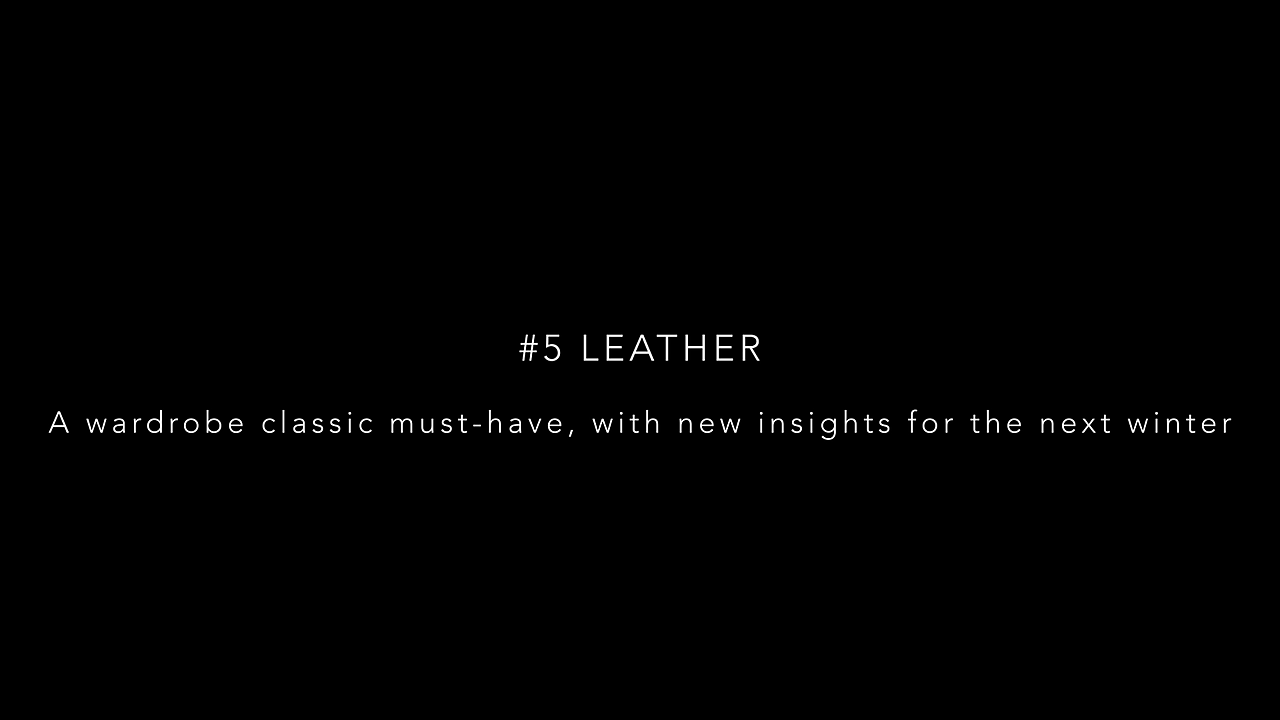 #5 LEATHER
A wardrobe classic must-have, with new insights for the next winter